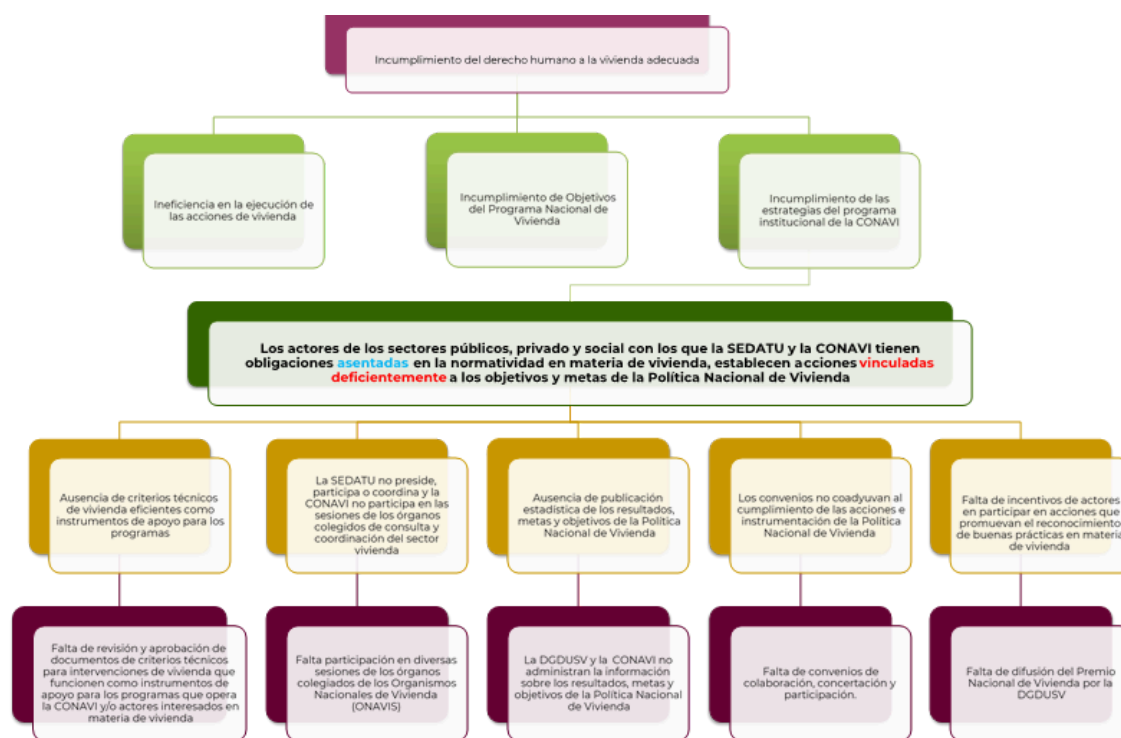 Incumplimiento del derecho humano a la vivienda adecuada
Ineficiencia en la ejecución de
las acciones de vivienda
Incumplimiento de Objetivos
del Programa Nacional de
Vivienda
Incumplimiento de las
estrategias del programa
institucional de la CONAVI
Los actores de los sectores públicos, privado y social con los que la SEDATU y la CONAVI tienen
obligaciones asentadas en la normatividad en materia de vivienda, establecen acciones vinculadas
deficientemente a los objetivos y metas de la Política Nacional de Vivienda
Ausencia de criterios técnicos
de vivienda eficientes como
instrumentos de apoyo para los
programas
La SEDATU no preside,
participa o coordina y la
CONAVI no participa en las
sesiones de los órganos
colegidos de consulta y
coordinación del sector
vivienda
Ausencia de publicación
estadística de los resultados,
metas y objetivos de la Política
Nacional de Vivienda
Los convenios no coadyuvan al
cumplimiento de las acciones e
instrumentación de la Política
Nacional de Vivienda
Falta de incentivos de actores
en participar en acciones que
promuevan el reconocimiento
de buenas prácticas en materia
de vivienda
Falta de revisión y aprobación de
documentos de criterios técnicos
para intervenciones de vivienda que
funcionen como instrumentos de
apoyo para los programas que opera
la CONAVI y/o actores interesados en
materia de vivienda
Falta participación en diversas
sesiones de los órganos
colegiados de los Organismos
Nacionales de Vivienda
(ONAVIS)
La DGDUSV y la CONAVI no
administran la información
sobre los resultados, metas y
objetivos de la Política Nacional
de Vivienda
Falta de convenios de
colaboración, concertación y
participación.
Falta de difusión del Premio
Nacional de Vivienda por la
DGDUSV